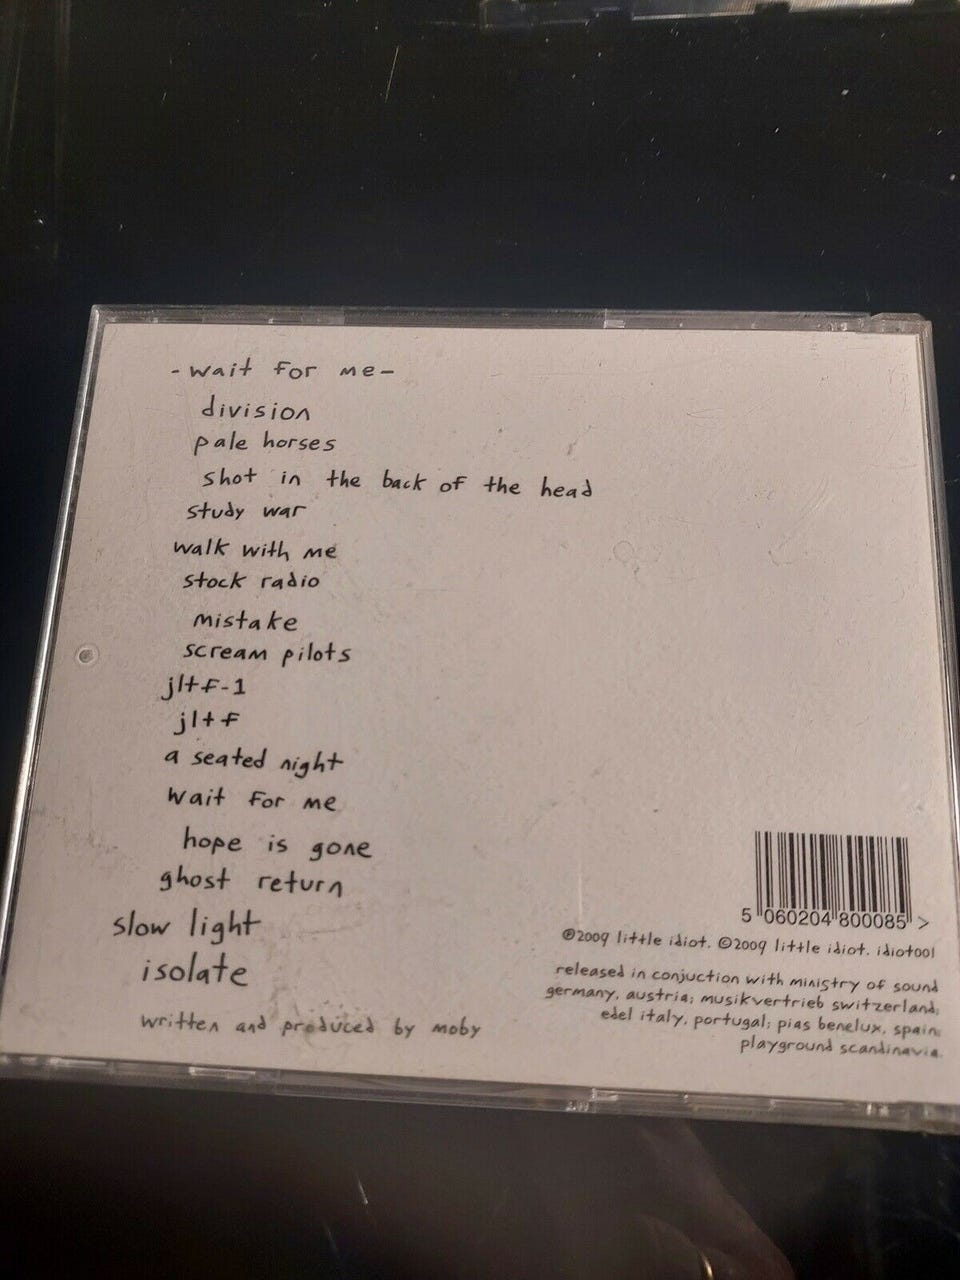 - wait for me -
division
pale horses
shot in the back of the head
study war
walk with me
stock radio
mistake
scream pilots
jltf-1
jltf
a seated night
wait for me
hope is gone
ghost return
slow light
isolate
written and produced by moby
5 060204 800085 >
℗2009 little idiot. ©2009 little idiot. idiot001
released in conjuction with ministry of sound
germany, austria; musikvertrieb switzerland;
edel italy, portugal; pias benelux, spain;
playground scandinavia.